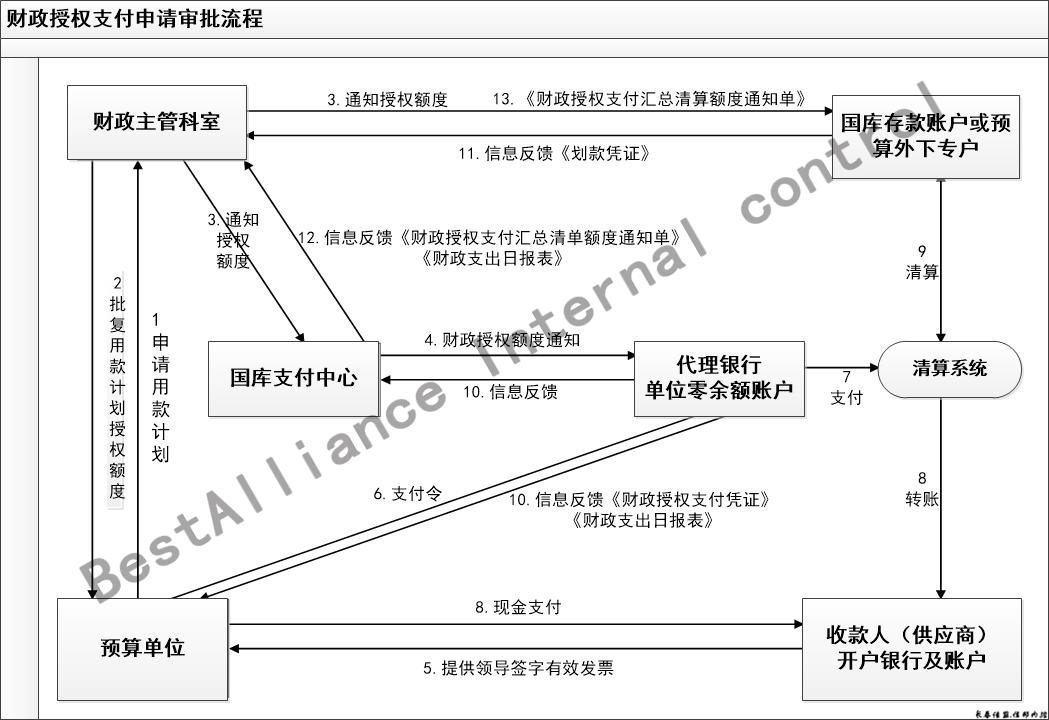 财政授权支付申请审批流程
财政主管科室
3. 通知授权额度
13. 《财政授权支付汇总清算额度通知单》
11. 信息反馈《划款凭证》
国库存款账户或预
算外下专户
3. 通知
授权
额度
12. 信息反馈《财政授权支付汇总清单额度通知单》
《财政支出日报表》
9
清算
2
批
复
用
款
计
划
授
权
额
度
1
申
请
用
款
计
划
国库支付中心
4. 财政授权额度通知
10. 信息反馈
代理银行
单位零余额账户
7
支付
清算系统
6. 支付令
10. 信息反馈《财政授权支付凭证》
《财政支出日报表》
8
转账
预算单位
8. 现金支付
5. 提供领导签字有效发票
收款人（供应商）
开户银行及账户
BestAlliance Internal control